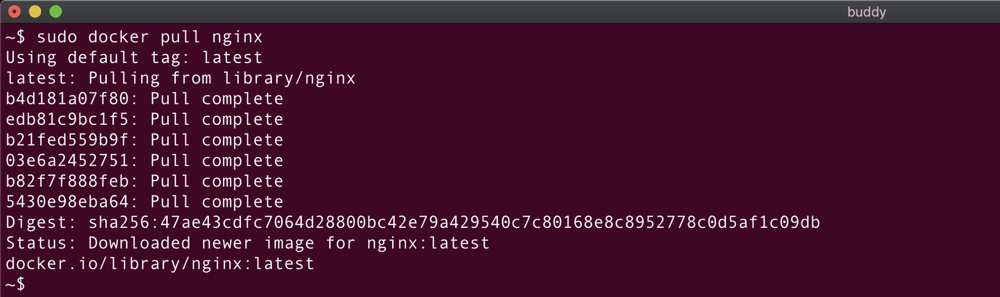 buddy
~$ sudo docker pull nginx
Using default tag: latest
latest: Pulling from library/nginx
b4d181a07f80: Pull complete
edb81c9bc1f5: Pull complete
b21fed559b9f: Pull complete
03e6a2452751: Pull complete
b82f7f888feb: Pull complete
5430e98eba64: Pull complete
Digest: sha256:47ae43cdfc7064d28800bc42e79a429540c7c80168e8c8952778c0d5af1c09db
Status: Downloaded newer image for nginx:latest
docker.io/library/nginx:latest
~$